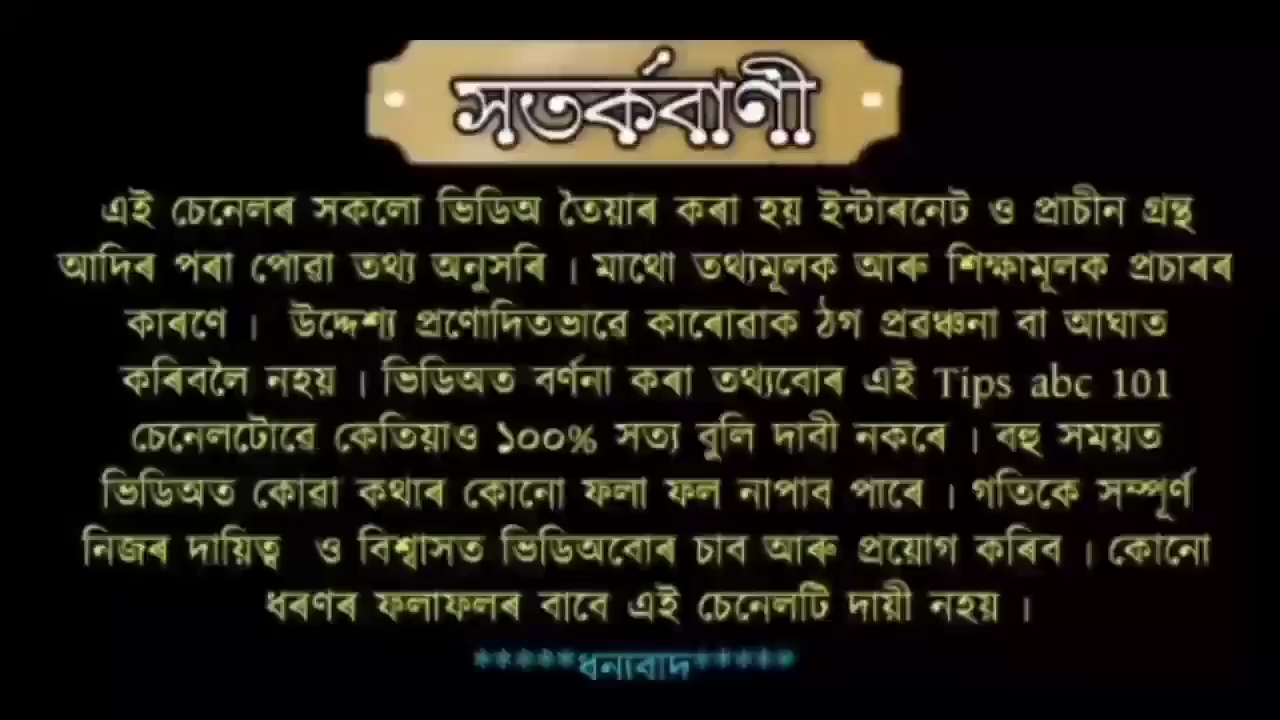 সতৰ্কবাণী
এই চেনেলৰ সকলো ভিডিঅ তৈয়াৰ কৰা হয় ইন্টাৰনেট ও প্ৰাচীন গ্ৰন্থ
আদিৰ পৰা পোৱা তথ্য অনুসৰি । মাথো তথ্যমূলক আৰু শিক্ষামূলক প্ৰচাৰৰ
কাৰণে । উদ্দেশ্য প্ৰণোদিতভাৱে কাৰোৱাক ঠগ প্ৰৱঞ্চনা বা আঘাত
কৰিবলৈ নহয় । ভিডিঅত বৰ্ণনা কৰা তথ্যবোৰ এই Tips abc 101
চেনেলটোৱে কেতিয়াও ১০০% সত্য বুলি দাবী নকৰে । বহু সময়ত
ভিডিঅত কোৱা কথাৰ কোনো ফলা ফল নাপাব পাৰে । গতিকে সম্পূৰ্ণ
নিজৰ দায়িত্ব ও বিশ্বাসত ভিডিঅবোৰ চাব আৰু প্ৰয়োগ কৰিব । কোনো
ধৰণৰ ফলাফলৰ বাবে এই চেনেলটি দায়ী নহয় ।
*****ধন্যবাদ*****